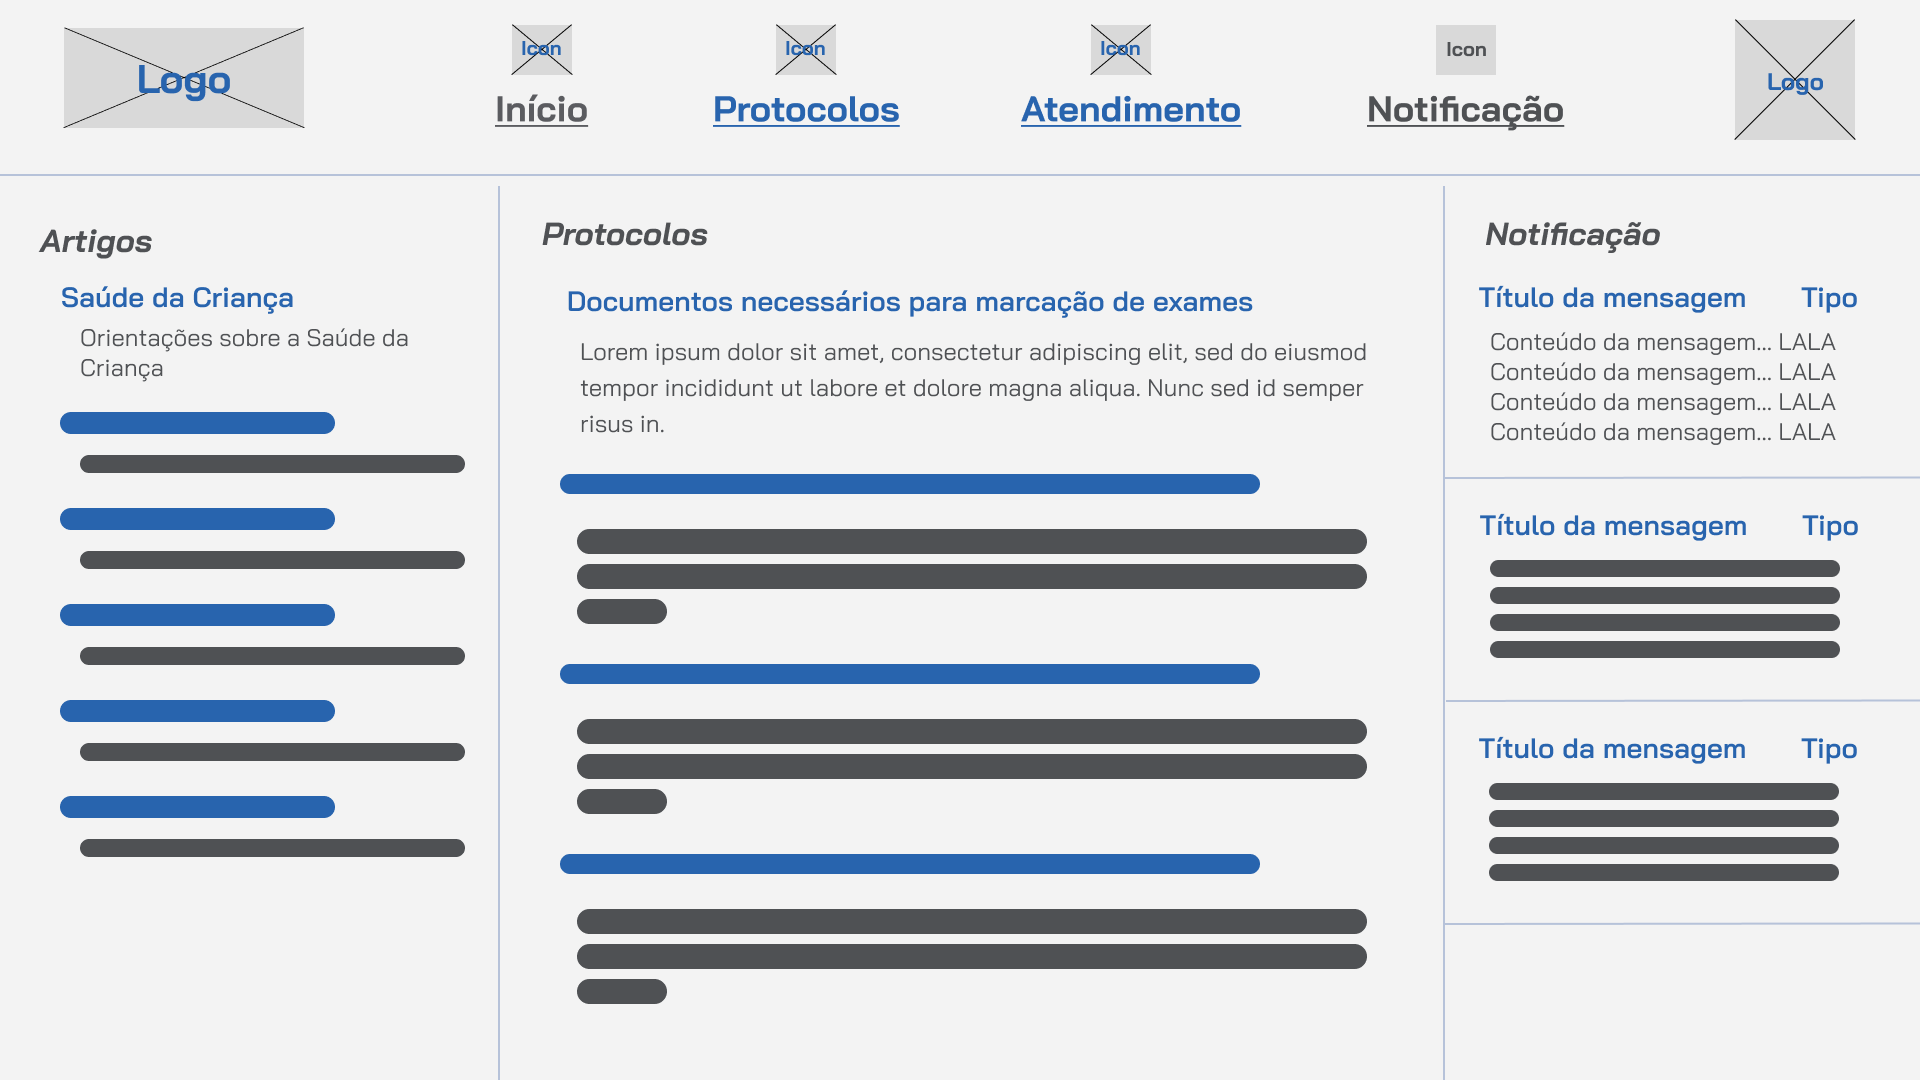 Logo
Icon
Início
Icon
Protocolos
Icon
Atendimento
Icon
Notificação
Logo
Artigos
Saúde da Criança
Orientações sobre a Saúde da
Criança
Protocolos
Documentos necessários para marcação de exames
Lorem ipsum dolor sit amet, consectetur adipiscing elit, sed do eiusmod
tempor incididunt ut labore et dolore magna aliqua. Nunc sed id semper
risus in.
Notificação
Título da mensagem Tipo
Conteúdo da mensagem... LALA
Conteúdo da mensagem... LALA
Conteúdo da mensagem... LALA
Conteúdo da mensagem... LALA
Título da mensagem Tipo
Título da mensagem Tipo